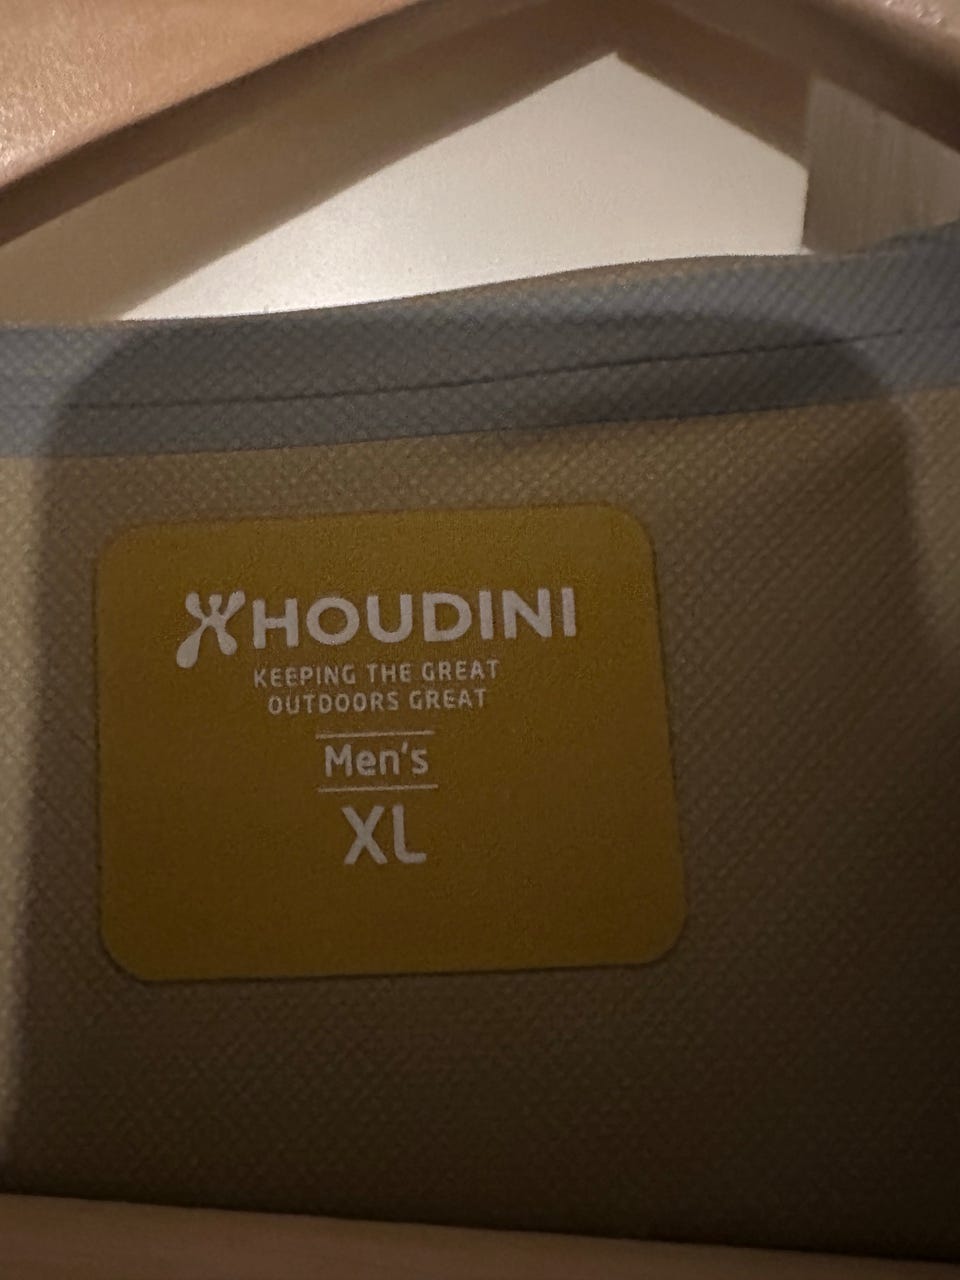 HOUDINI
KEEPING THE GREAT
OUTDOORS GREAT
Men's
XL